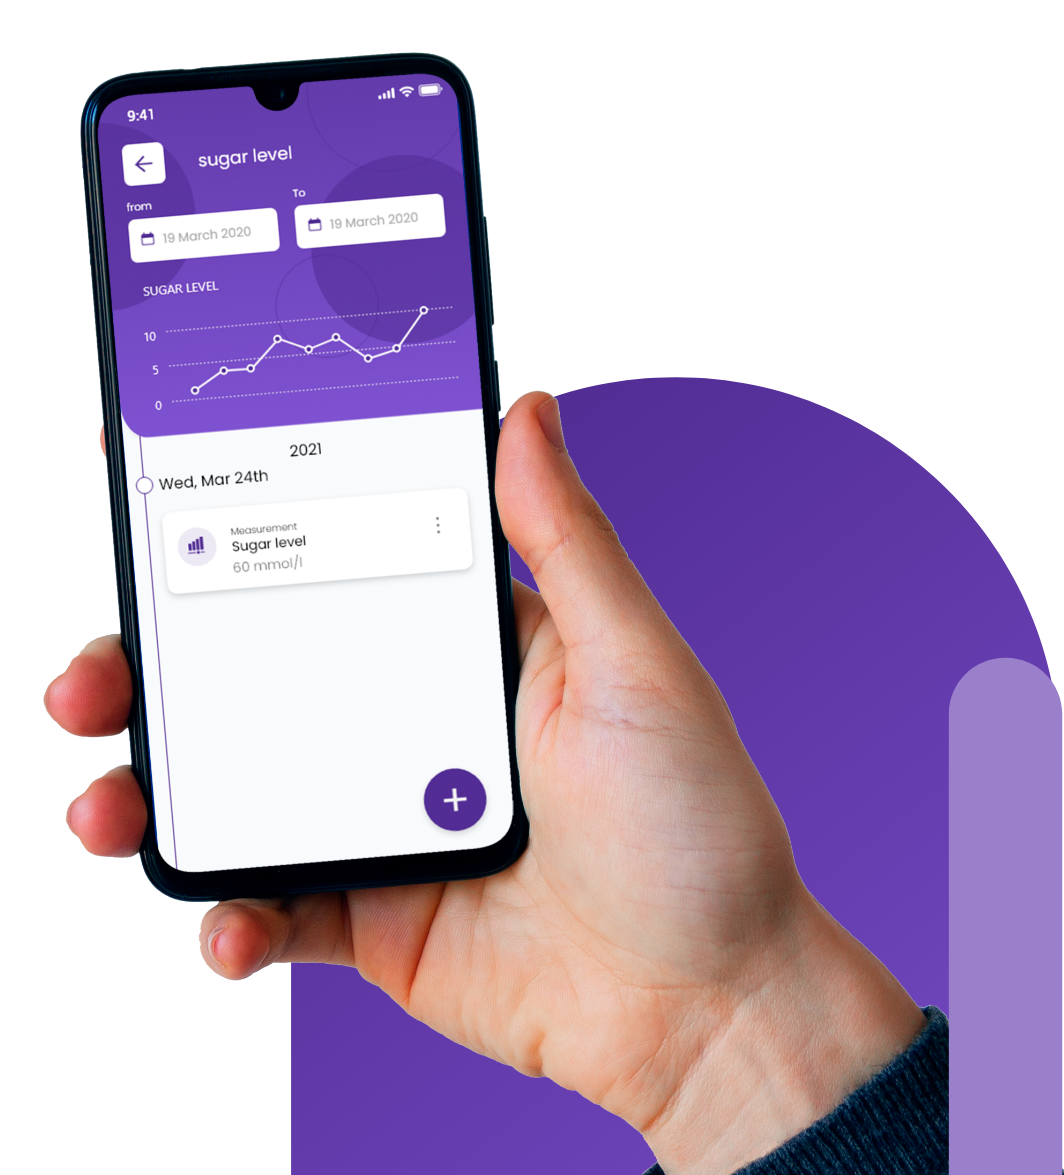 9:41
sugar level
from
To
19 March 2020
19 March 2020
SUGAR LEVEL
10
5
0
2021
Wed, Mar 24th
Measurement
Sugar level
60 mmol/l